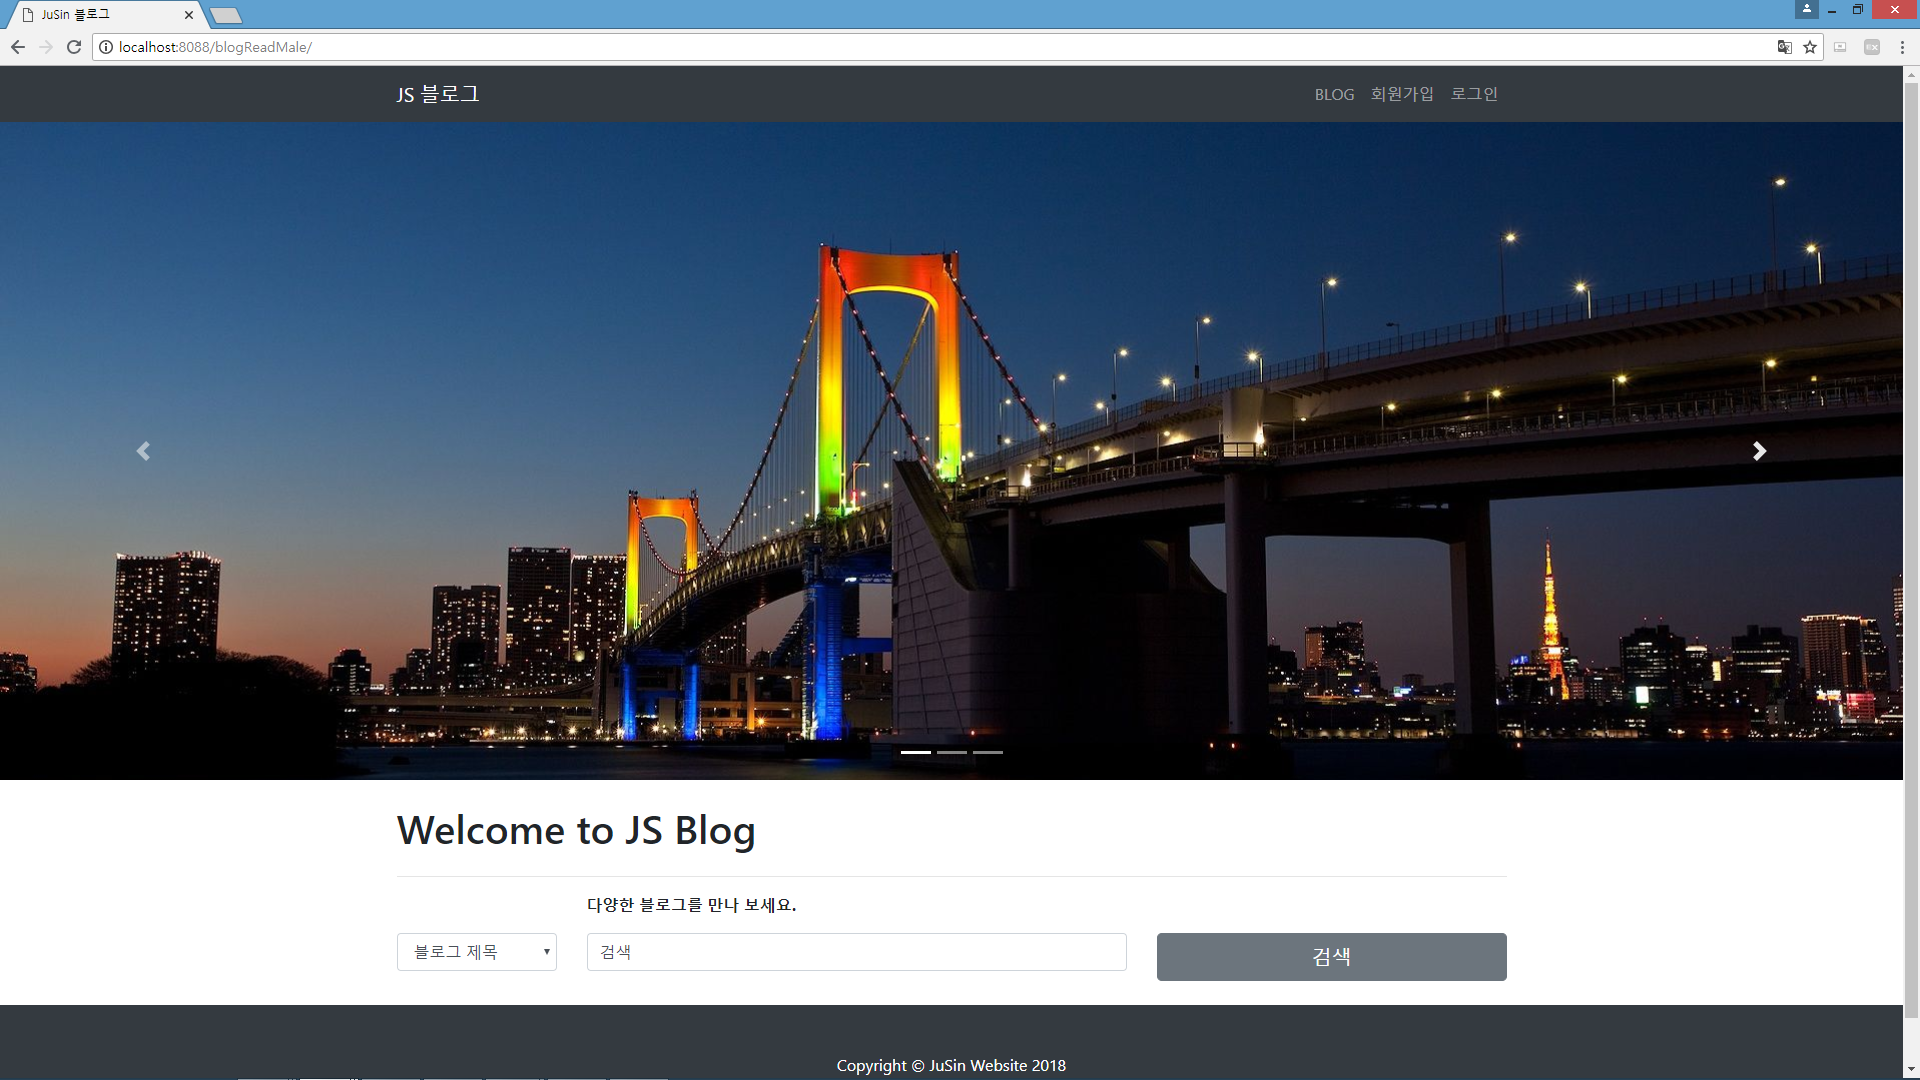 JuSin 블로그
localhost:8088/blogReadMale/
JS 블로그
BLOG 회원가입 로그인
Welcome to JS Blog
다양한 블로그를 만나 보세요.
블로그 제목 검색 검색
Copyright © JuSin Website 2018